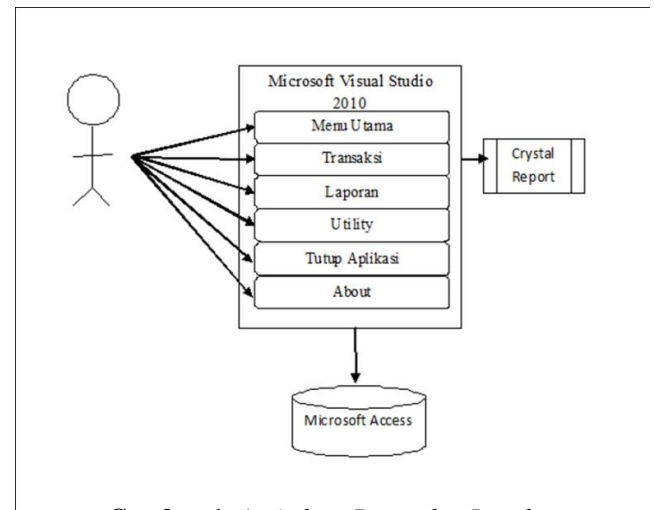 Microsoft Visual Studio
2010
Menu Utama
Transaksi
Laporan
Utility
Tutup Aplikasi
About
Crystal
Report
Microsoft Access